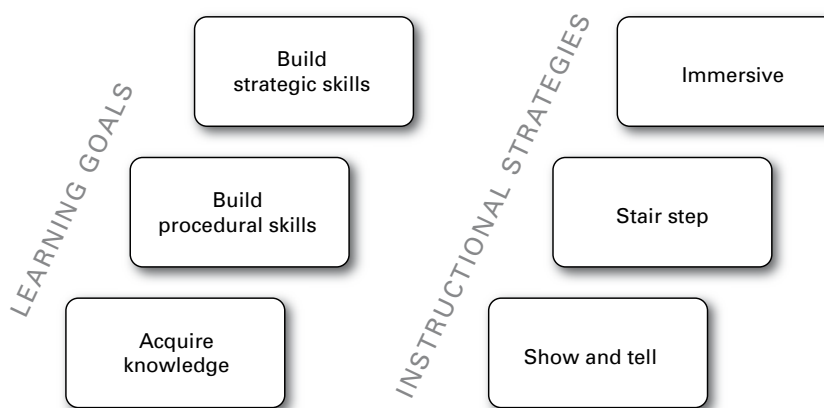 LEARNING GOALS
Build
strategic skills
Build
procedural skills
Acquire
knowledge
INSTRUCTIONAL STRATEGIES
Immersive
Stair step
Show and tell